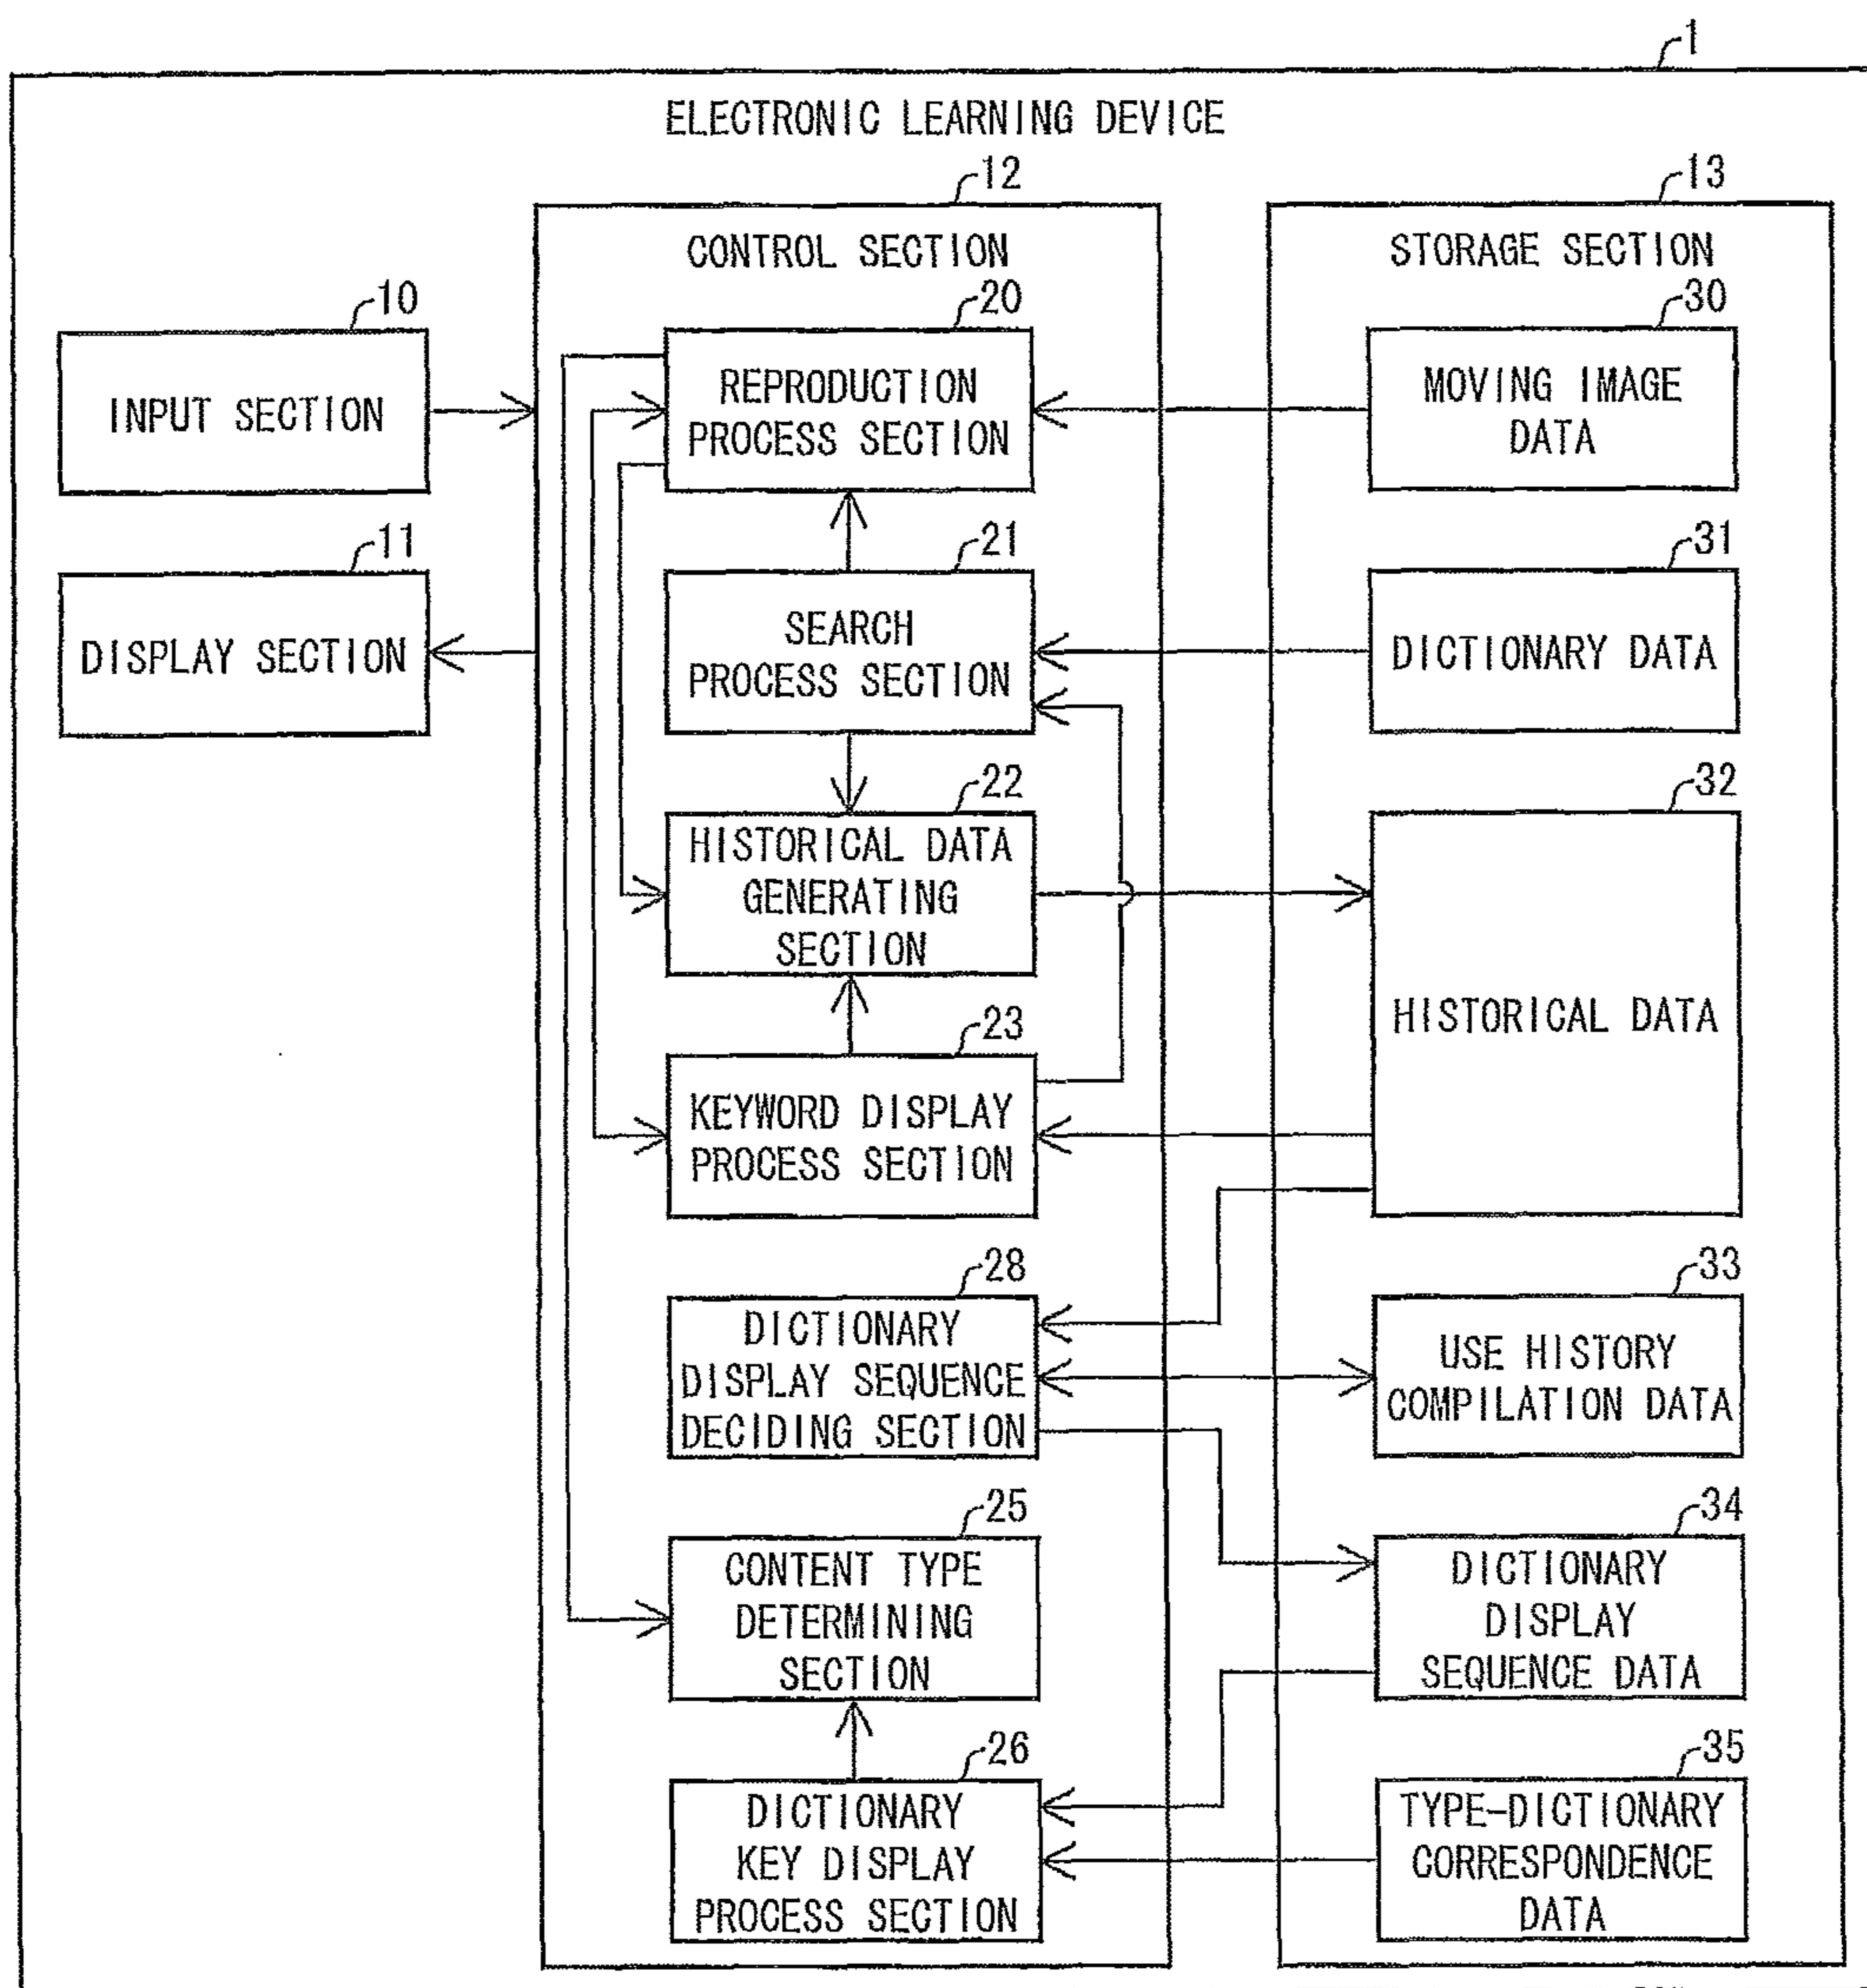 1
ELECTRONIC LEARNING DEVICE
12
CONTROL SECTION
13
STORAGE SECTION
10
INPUT SECTION
11
DISPLAY SECTION
20
REPRODUCTION
PROCESS SECTION
21
SEARCH
PROCESS SECTION
22
HISTORICAL DATA
GENERATING
SECTION
23
KEYWORD DISPLAY
PROCESS SECTION
28
DICTIONARY
DISPLAY SEQUENCE
DECIDING SECTION
25
CONTENT TYPE
DETERMINING
SECTION
26
DICTIONARY
KEY DISPLAY
PROCESS SECTION
30
MOVING IMAGE
DATA
31
DICTIONARY DATA
32
HISTORICAL DATA
33
USE HISTORY
COMPILATION DATA
34
DICTIONARY
DISPLAY
SEQUENCE DATA
35
TYPE-DICTIONARY
CORRESPONDENCE
DATA